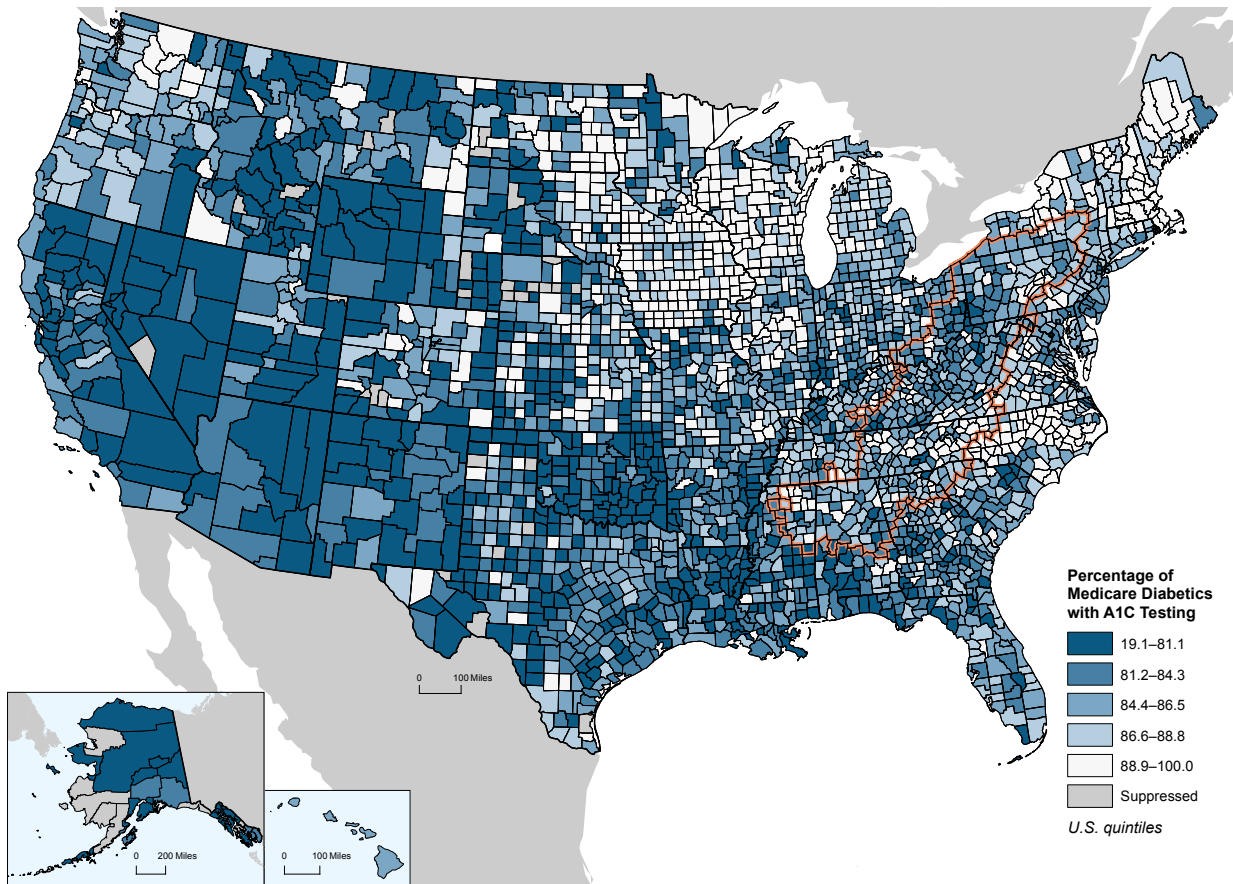 Percentage of
Medicare Diabetics
with A1C Testing
19.1–81.1
81.2–84.3
84.4–86.5
86.6–88.8
88.9–100.0
Suppressed
U.S. quintiles
0 100 Miles
0 200 Miles
0 100 Miles